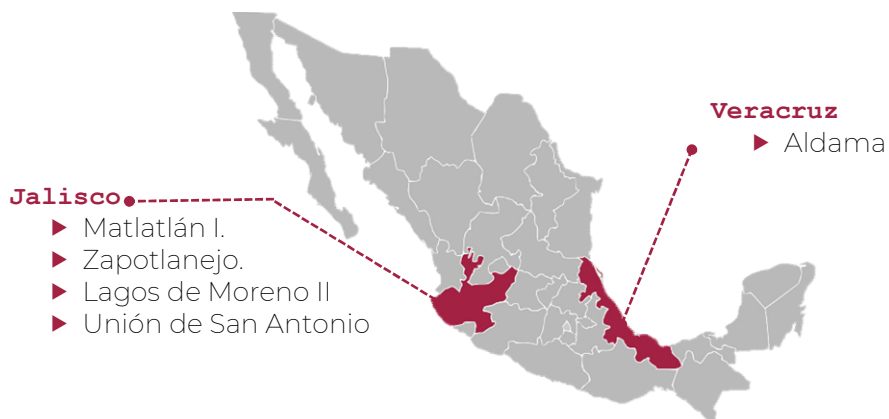 Veracruz
▶ Aldama
Jalisco
▶ Matlatlán I.
▶ Zapotlanejo.
▶ Lagos de Moreno II
▶ Unión de San Antonio